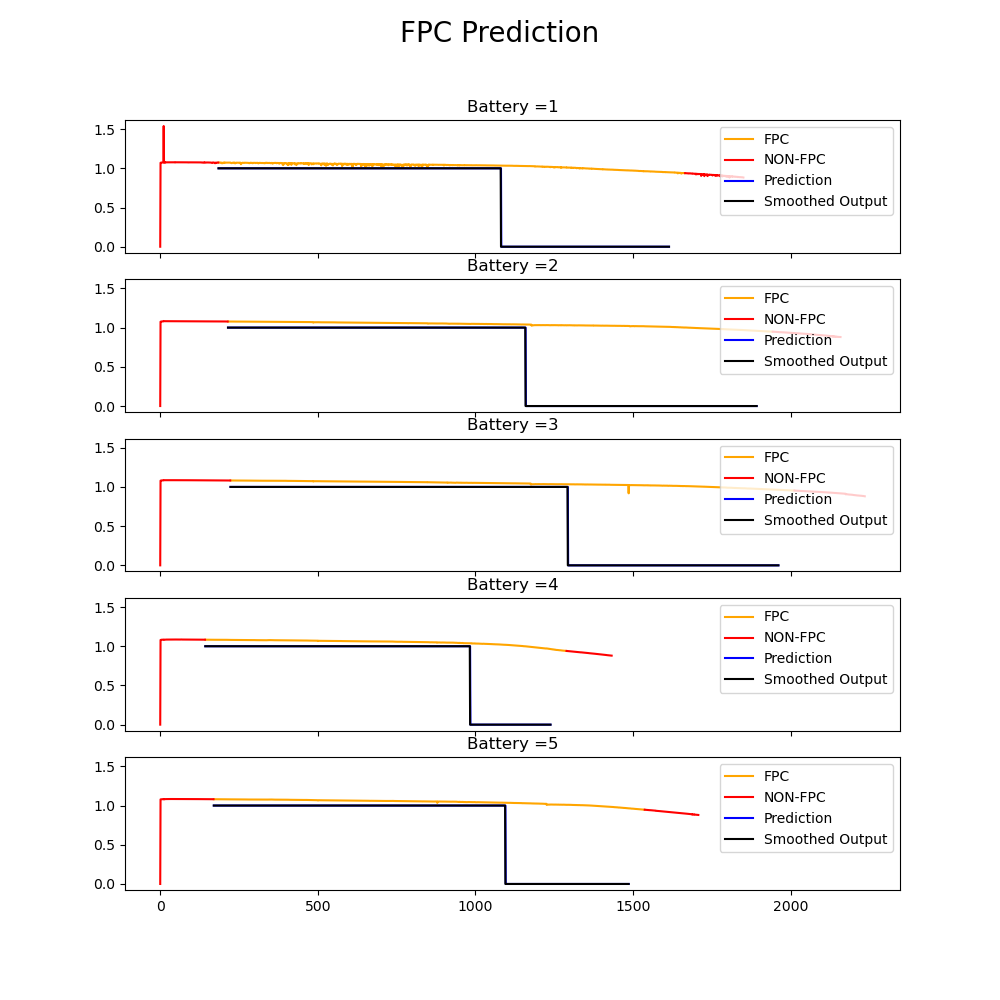 FPC Prediction
Battery =1
1.5
1.0
0.5
0.0
FPC
NON-FPC
Prediction
Smoothed Output
Battery =2
1.5
1.0
0.5
0.0
FPC
NON-FPC
Prediction
Smoothed Output
Battery =3
1.5
1.0
0.5
0.0
FPC
NON-FPC
Prediction
Smoothed Output
Battery =4
1.5
1.0
0.5
0.0
FPC
NON-FPC
Prediction
Smoothed Output
Battery =5
1.5
1.0
0.5
0.0
FPC
NON-FPC
Prediction
Smoothed Output
0 500 1000 1500 2000